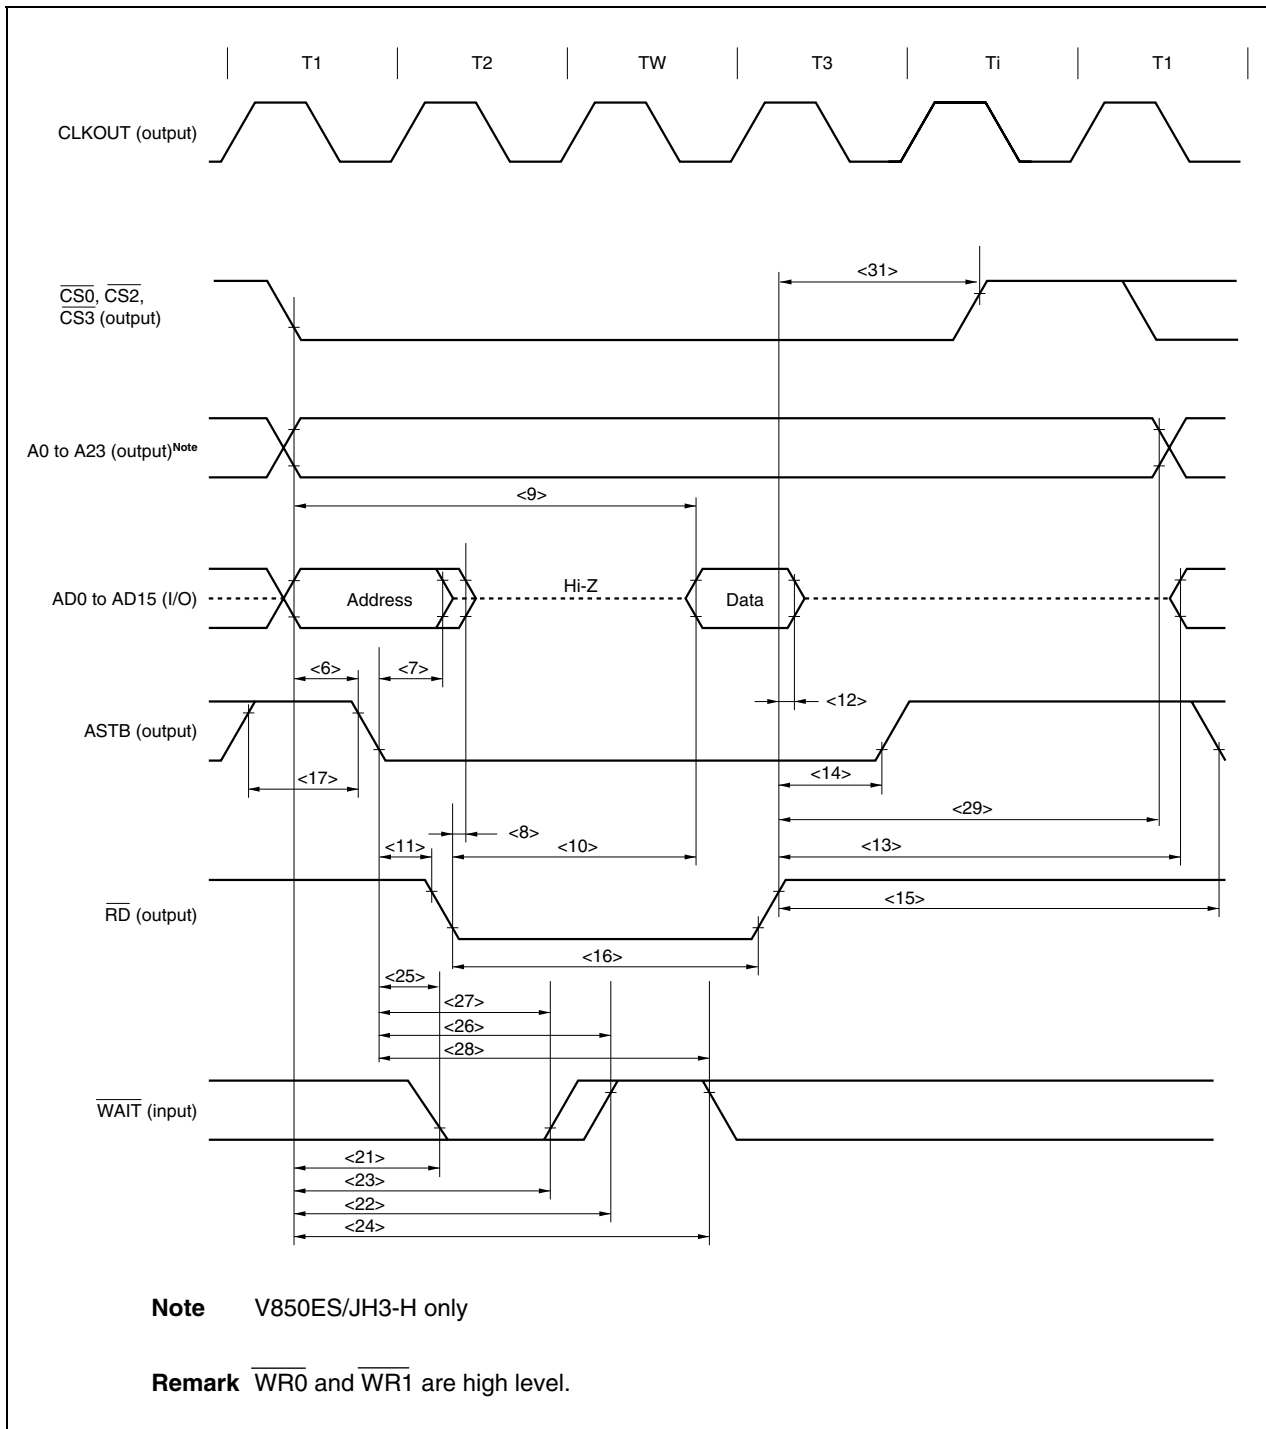 T1 T2 TW T3 Ti T1
CLKOUT (output)
<31>
CS0, CS2,
CS3 (output)
A0 to A23 (output)Note
<9>
AD0 to AD15 (I/O)
Address
Hi-Z
Data
<6> <7>
<12>
ASTB (output)
<17>
<14>
<29>
<8>
<11>
<10>
<13>
<15>
RD (output)
<16>
<25>
<27>
<26>
<28>
WAIT (input)
<21>
<23>
<22>
<24>
Note V850ES/JH3-H only
Remark WR0 and WR1 are high level.